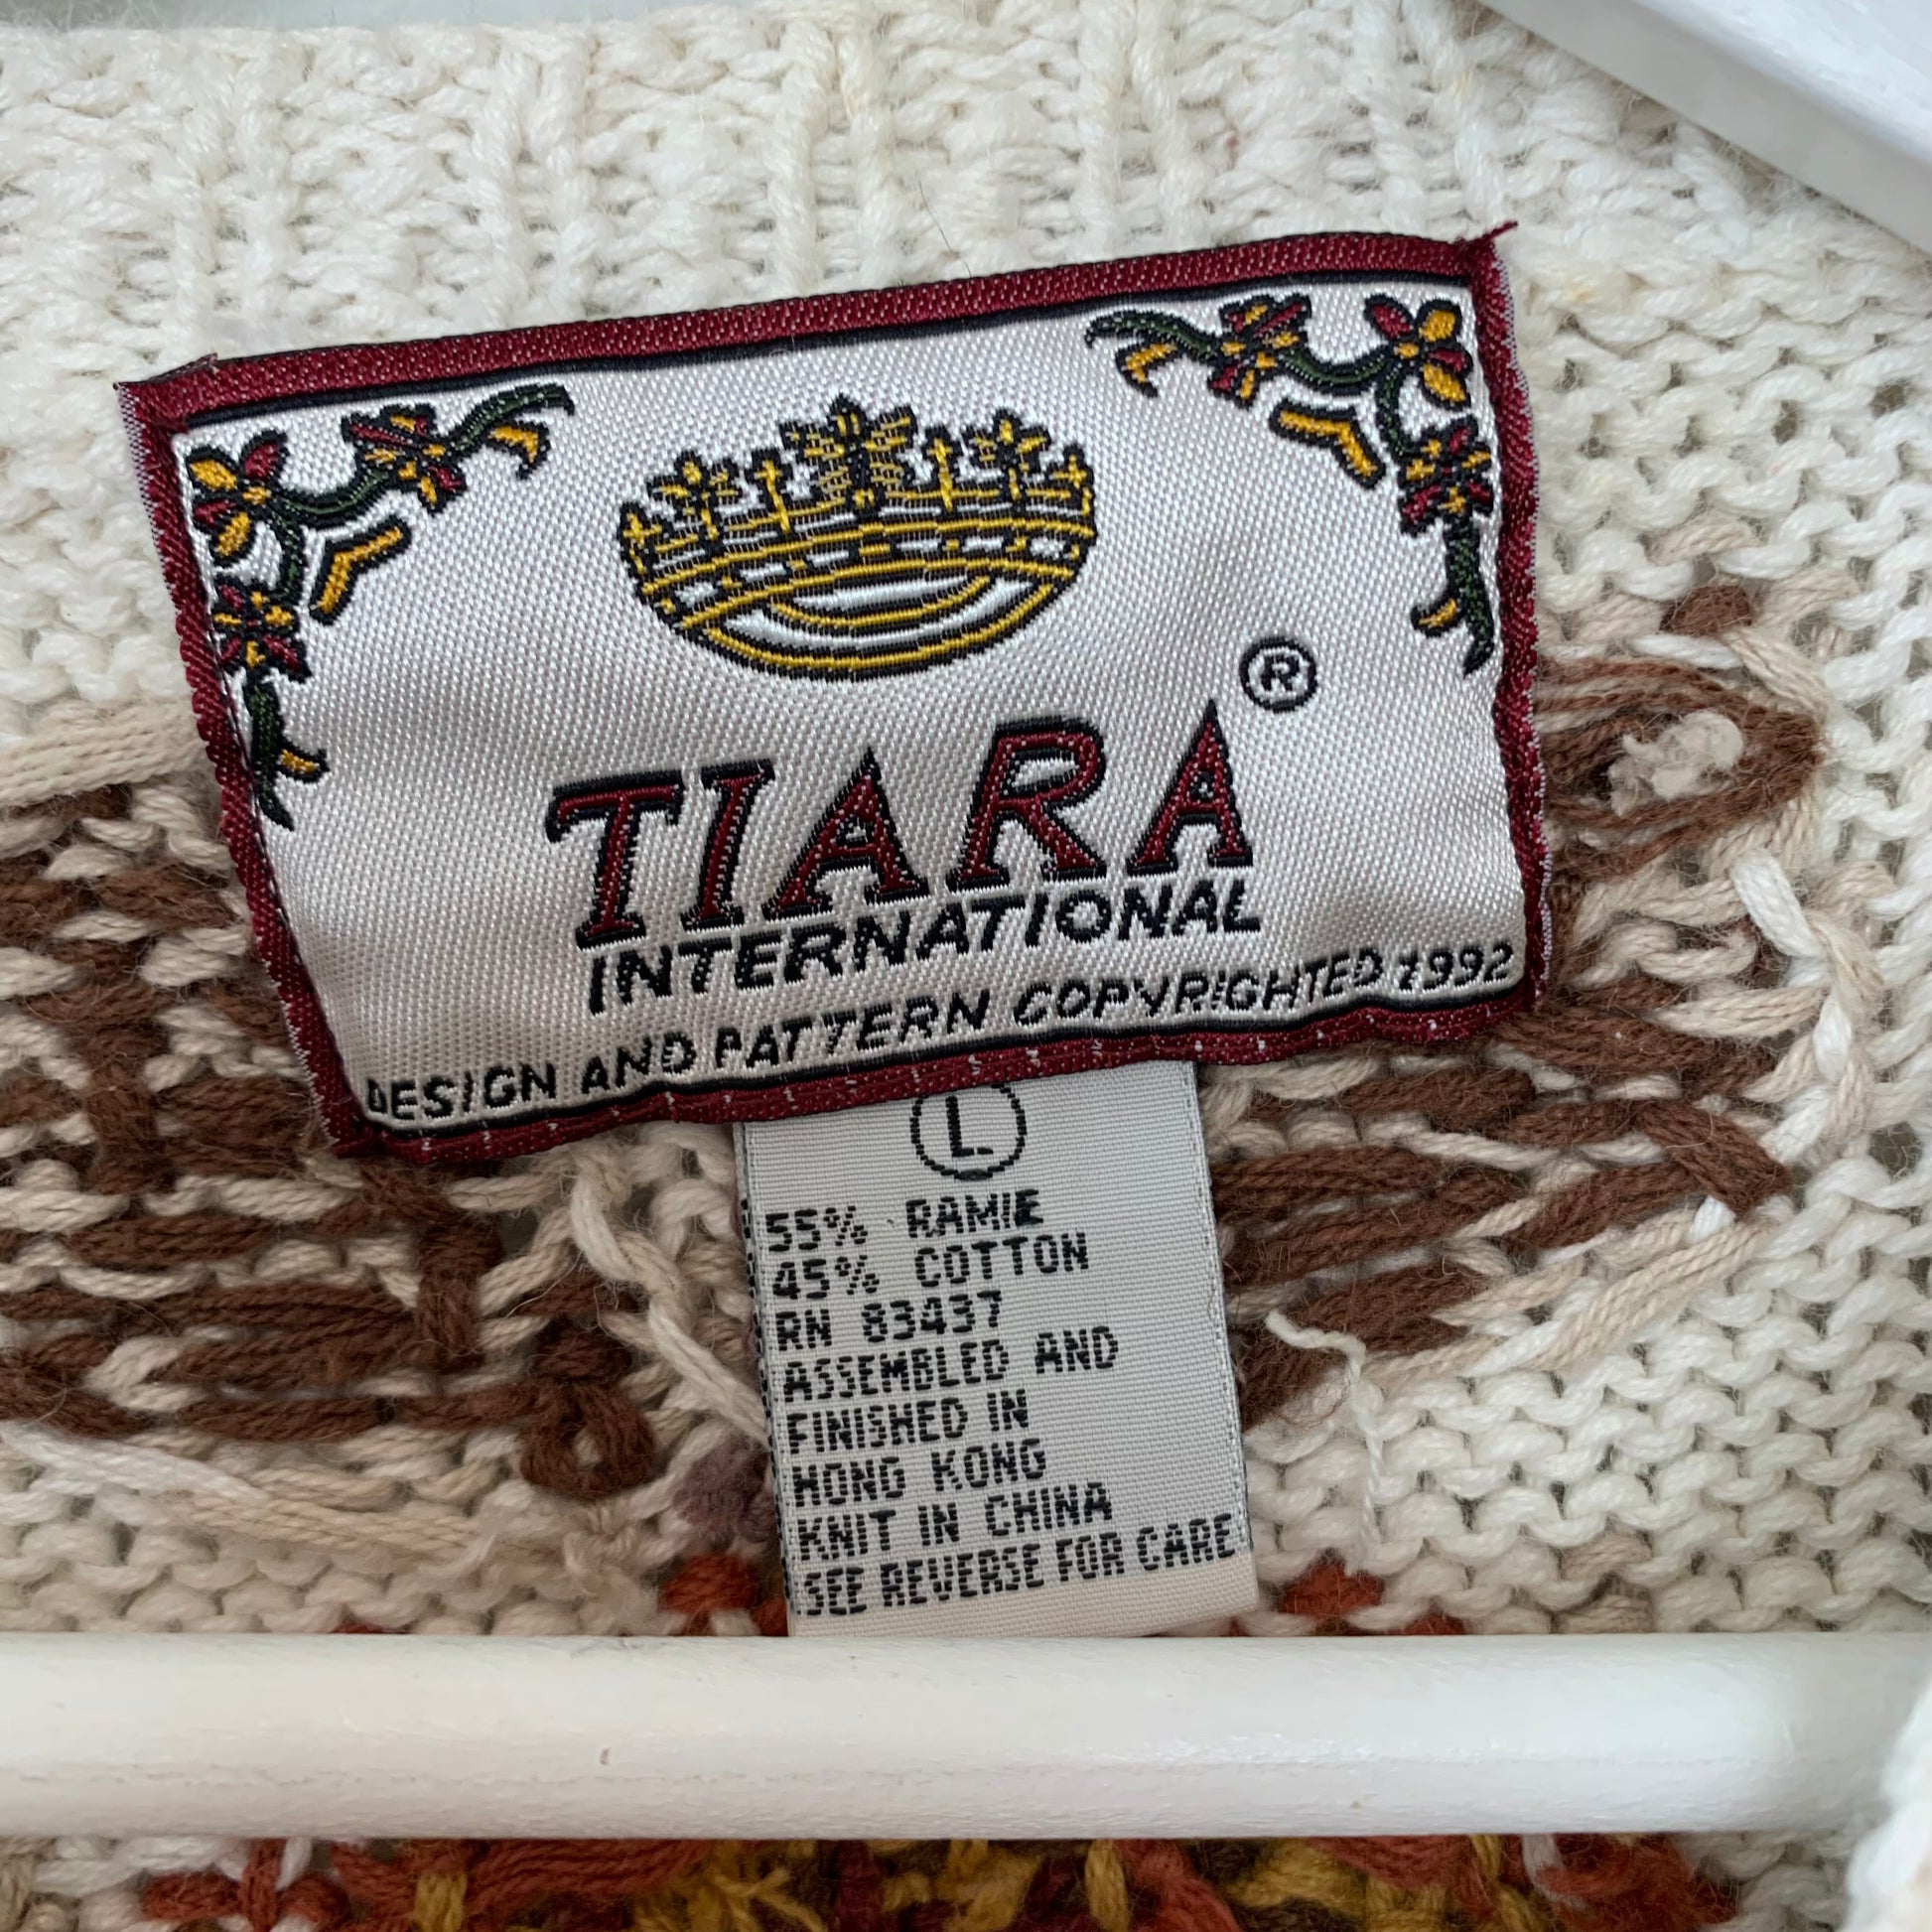 ®
TIARA
INTERNATIONAL
DESIGN AND PATTERN COPYRIGHTED 1992
L
55% RAMIE
45% COTTON
RN 83437
ASSEMBLED AND
FINISHED IN
HONG KONG
KNIT IN CHINA
SEE REVERSE FOR CARE